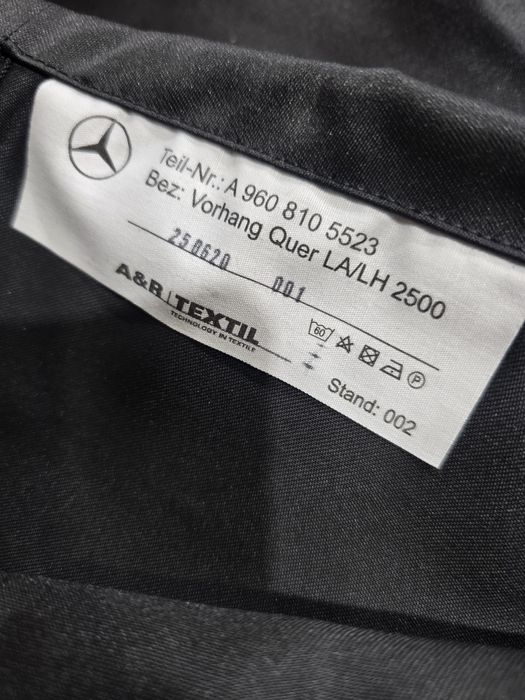 Teil-Nr.: A 960 810 5523
Bez: Vorhang Quer LA/LH 2500
250620 001
A&R TEXTIL
TECHNOLOGY IN TEXTILE
60 P
Stand: 002